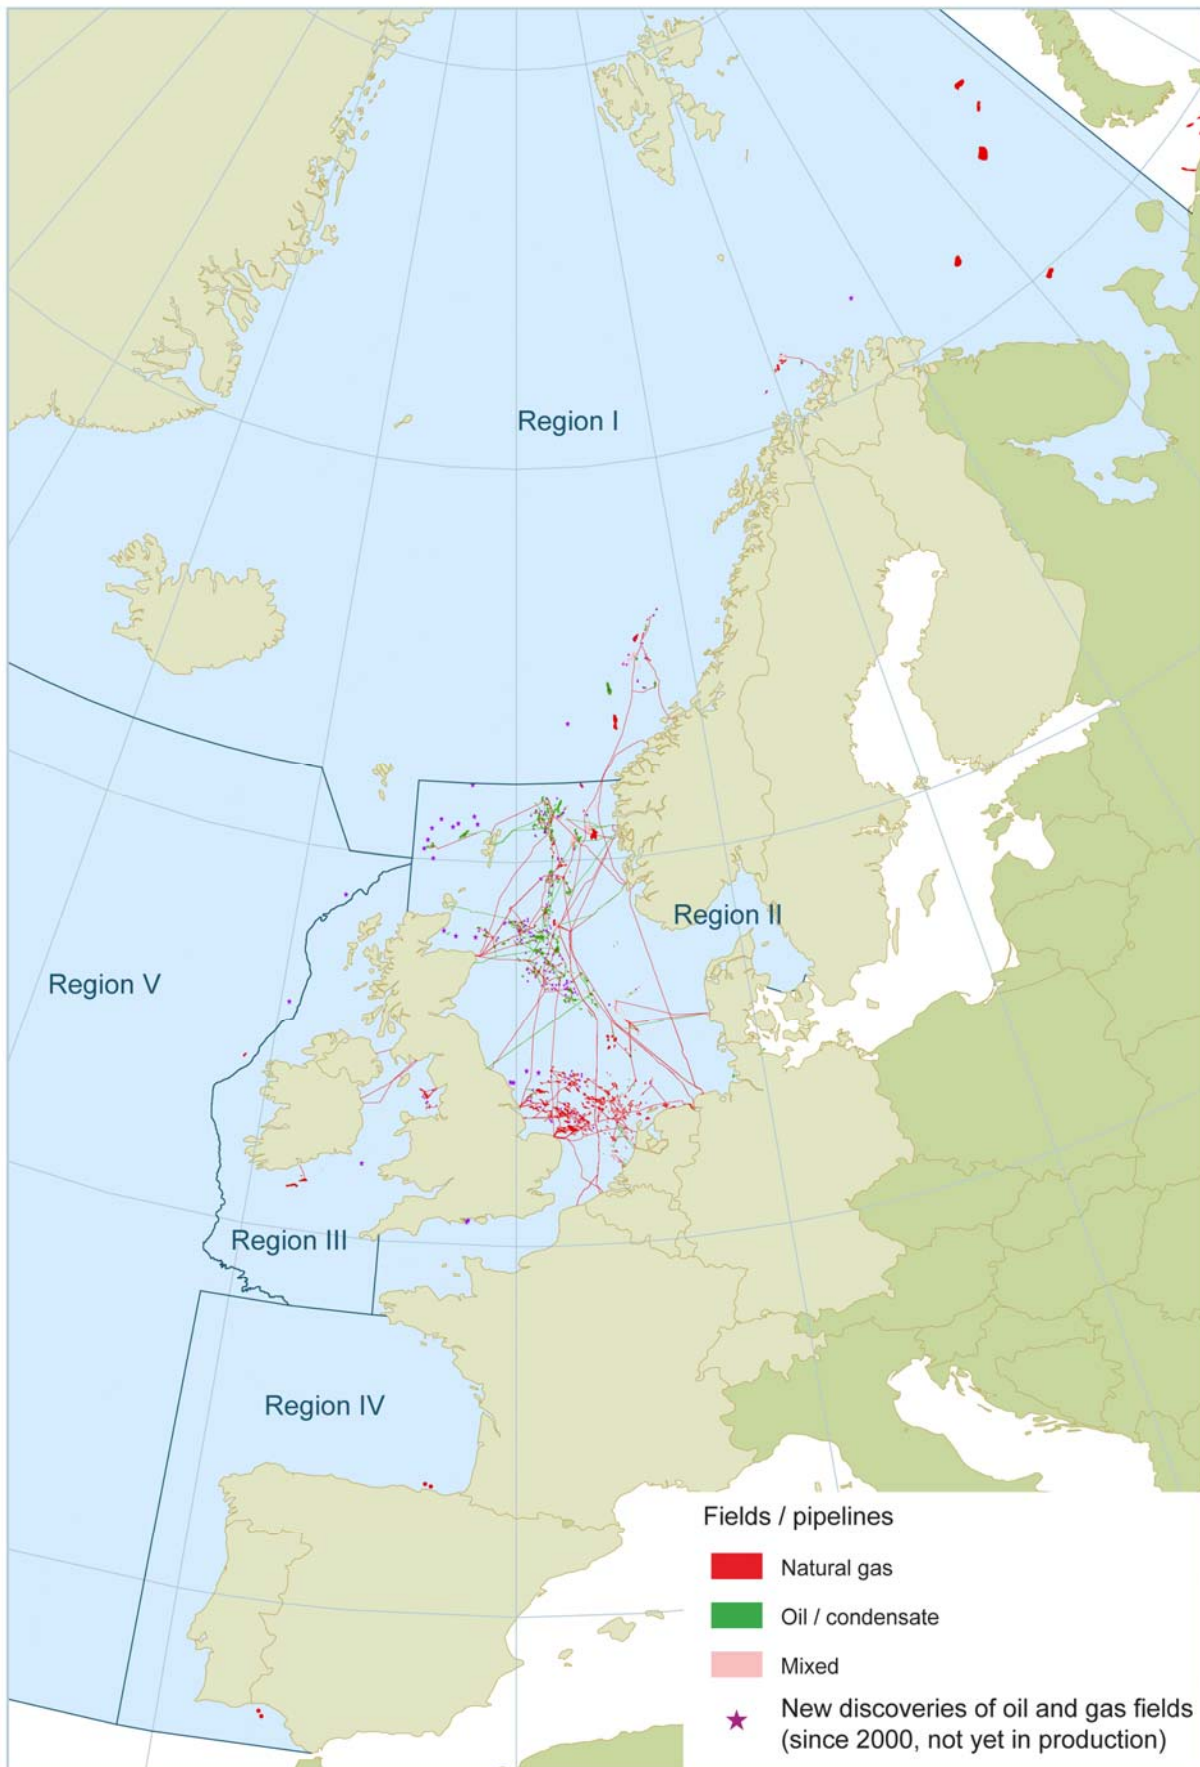 Region I
Region II
Region V
Region III
Region IV
Fields / pipelines
Natural gas
Oil / condensate
Mixed
New discoveries of oil and gas fields
(since 2000, not yet in production)